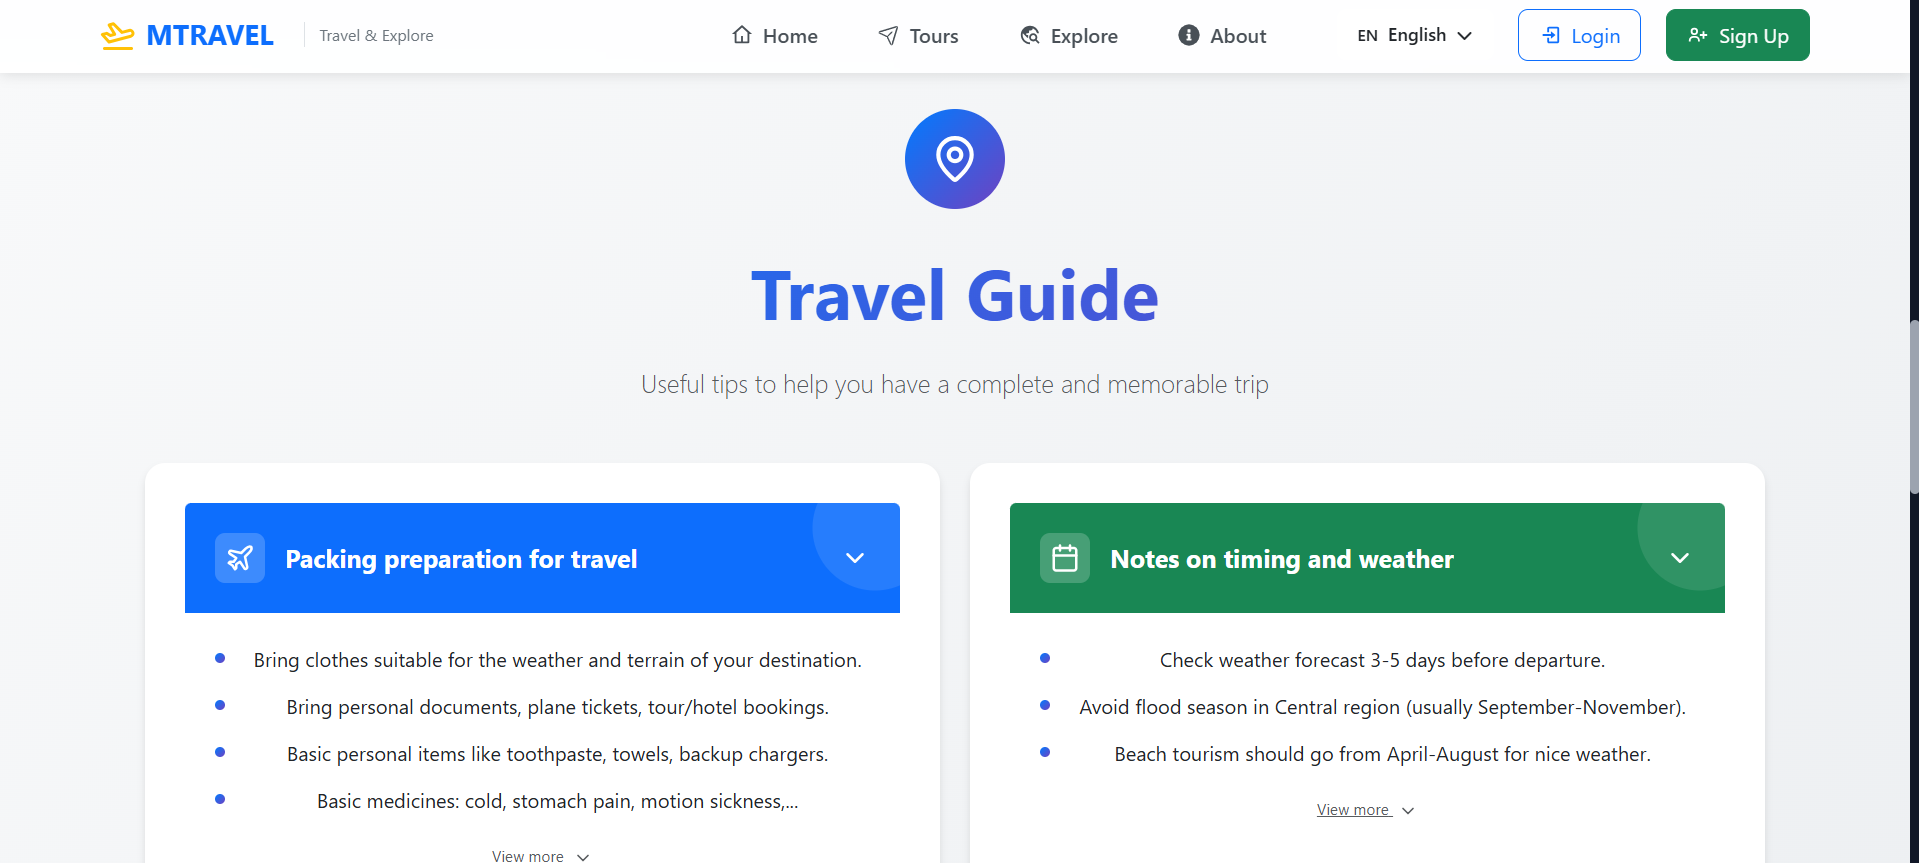 MTRAVEL
Travel & Explore
Home
Tours
Explore
About
EN English
Login
Sign Up
Travel Guide
Useful tips to help you have a complete and memorable trip
Packing preparation for travel
Bring clothes suitable for the weather and terrain of your destination.
Bring personal documents, plane tickets, tour/hotel bookings.
Basic personal items like toothpaste, towels, backup chargers.
Basic medicines: cold, stomach pain, motion sickness,...
View more
Notes on timing and weather
Check weather forecast 3-5 days before departure.
Avoid flood season in Central region (usually September-November).
Beach tourism should go from April-August for nice weather.
View more